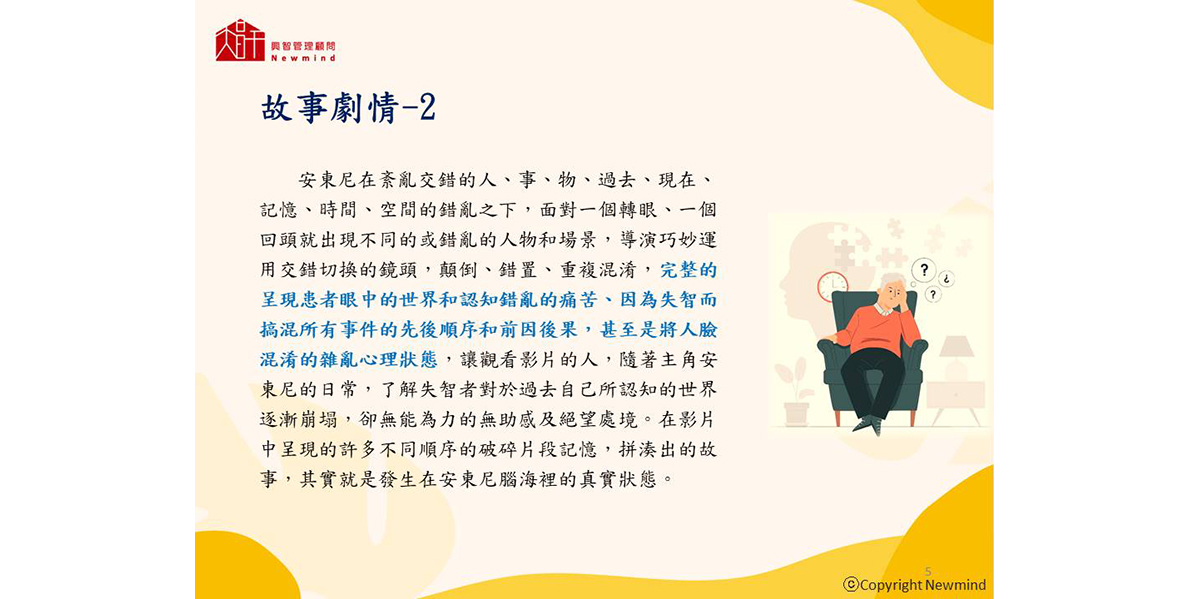 興智管理顧問
Newmind
故事劇情-2
安東尼在紊亂交錯的人、事、物、過去、現在、
記憶、時間、空間的錯亂之下，面對一個轉眼、一個
回頭就出現不同的或錯亂的人物和場景，導演巧妙運
用交錯切換的鏡頭，顛倒、錯置、重複混淆，完整的
呈現患者眼中的世界和認知錯亂的痛苦、因為失智而
搞混所有事件的先後順序和前因後果，甚至是將人臉
混淆的雜亂心理狀態，讓觀看影片的人，隨著主角安
東尼的日常，了解失智者對於過去自己所認知的世界
逐漸崩塌，卻無能為力的無助感及絕望處境。在影片
中呈現的許多不同順序的破碎片段記憶，拼湊出的故
事，其實就是發生在安東尼腦海裡的真實狀態。
? ¿
?
5
ⓒCopyright Newmind